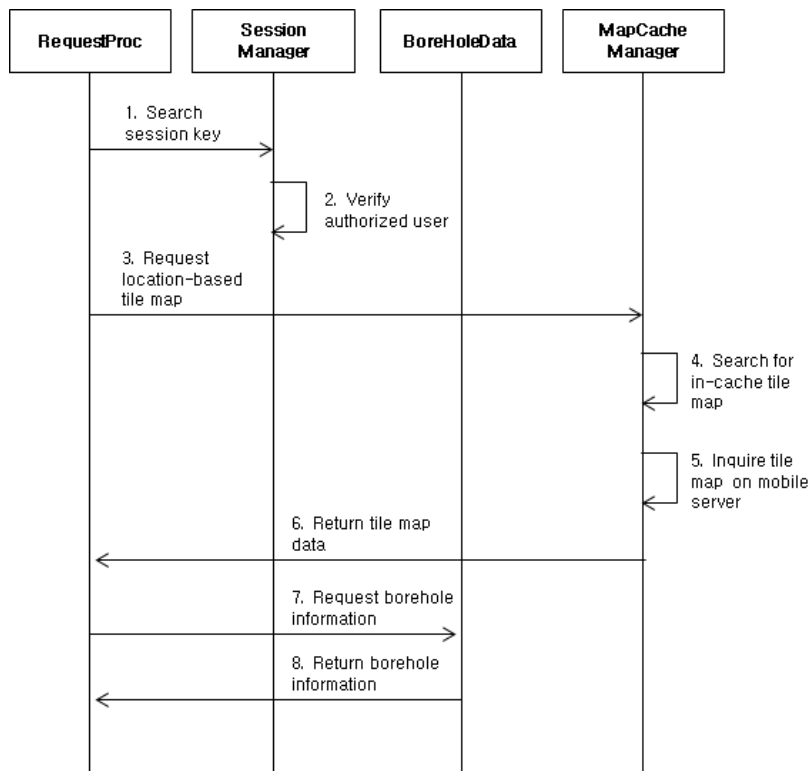 RequestProc
Session
Manager
BoreHoleData
MapCache
Manager
1. Search
session key
2. Verify
authorized user
3. Request
location-based
tile map
4. Search for
in-cache tile
map
5. Inquire tile
map on mobile
server
6. Return tile map
data
7. Request borehole
information
8. Return borehole
information